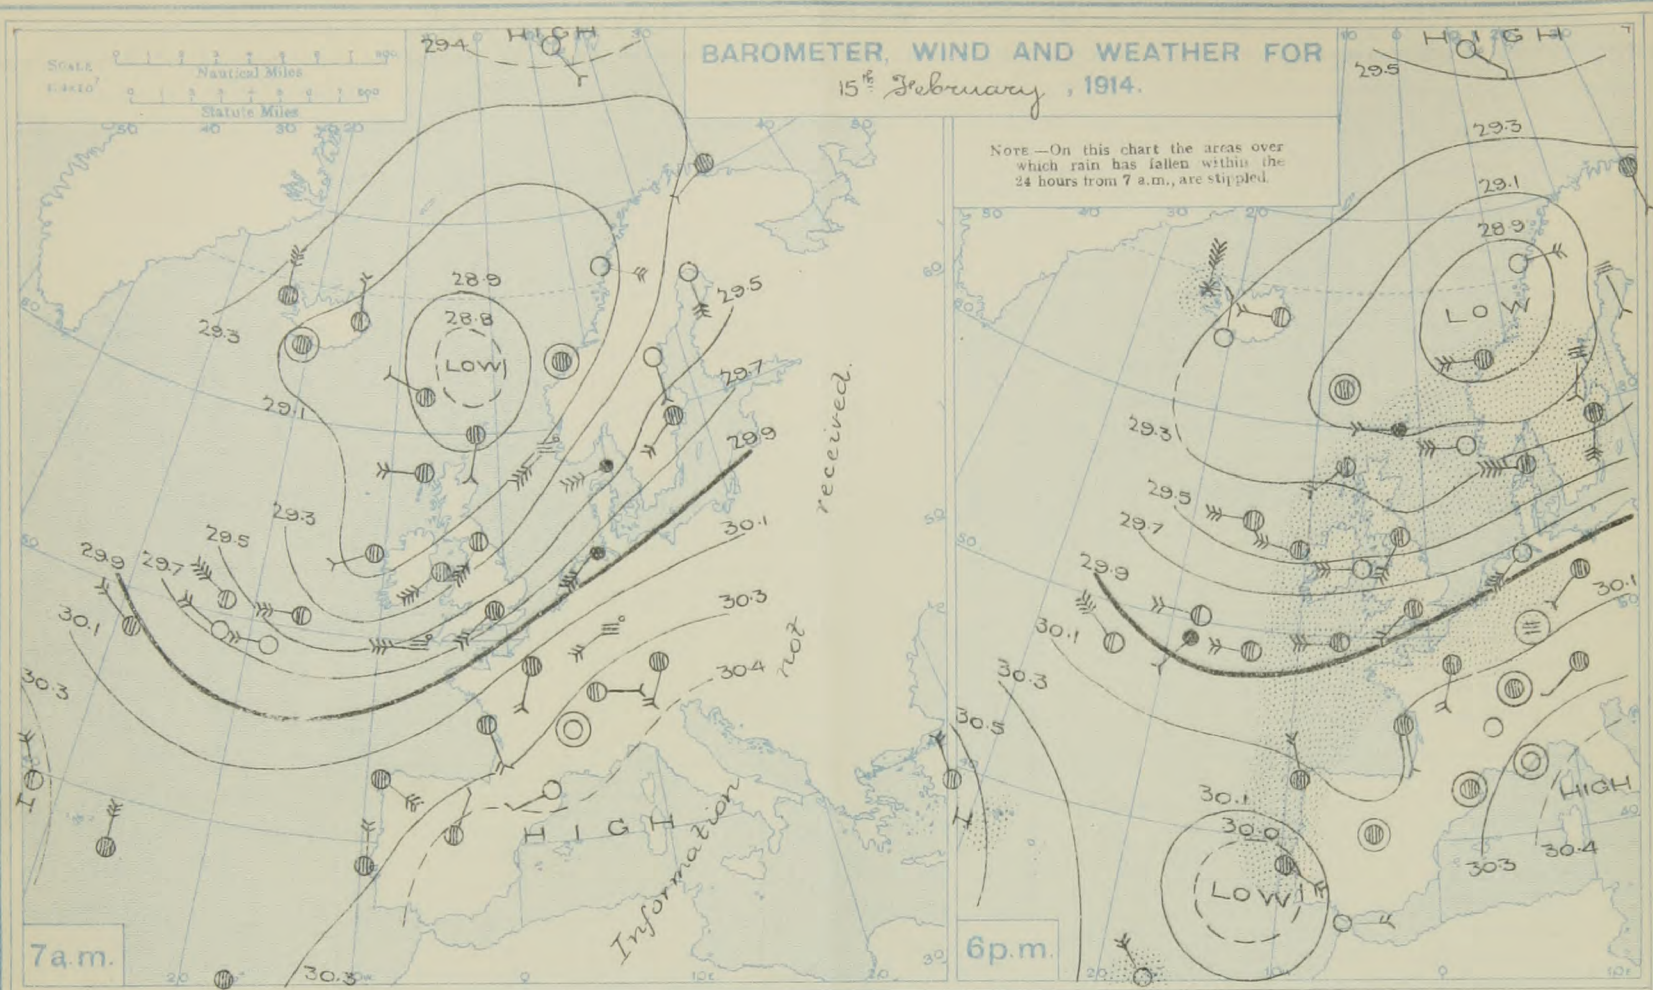 BAROMETER, WIND AND WEATHER FOR
15th February, 1914.
NOTE.—On this chart the areas over
which rain has fallen within the
24 hours from 7 a.m., are stippled.
SCALE
Nautical Miles
Statute Miles
HIGH
29.4
29.3
28.9
28.8
LOW
29.5
29.7
29.9
29.1
29.3
29.5
29.7
29.9
30.1
30.3
30.1
30.3
30.4
HIGH
30.3
Information not received.
7a.m.
HIGH
29.5
29.3
29.1
28.9
LOW
29.3
29.5
29.7
29.9
30.1
30.3
30.5
30.1
30.1
30.0
LOW
HIGH
30.3
30.4
6p.m.